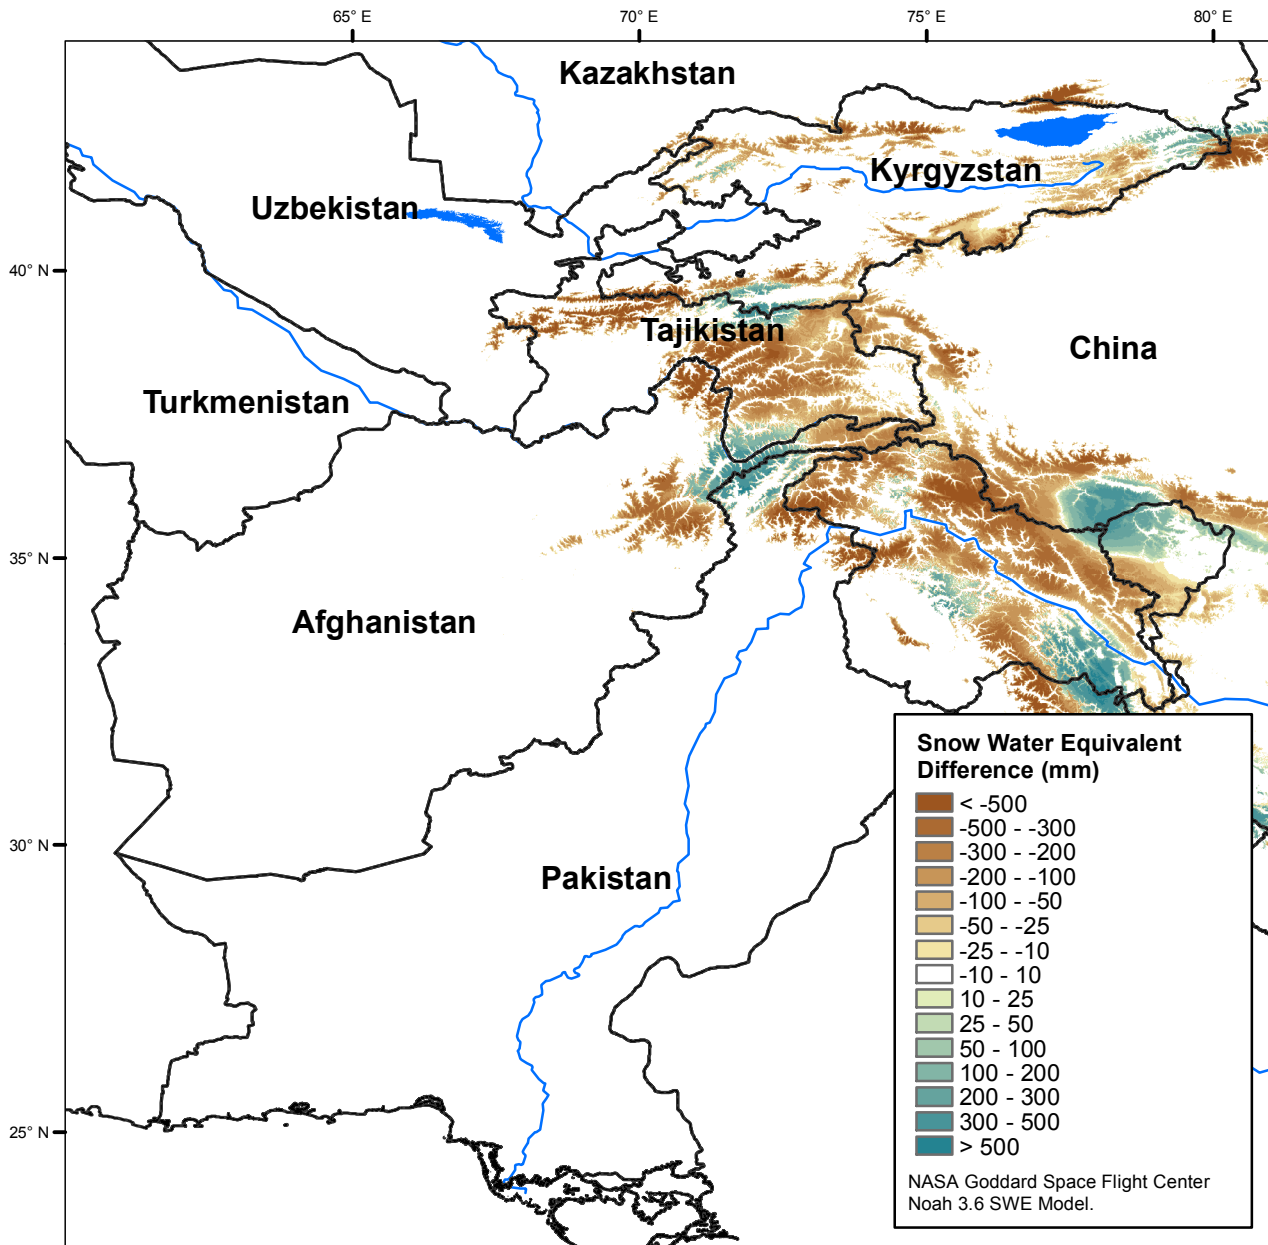 65° E 70° E 75° E 80° E
Kazakhstan
Kyrgyzstan
Uzbekistan
40° N
Tajikistan
China
Turkmenistan
35° N
Afghanistan
30° N
Pakistan
25° N
Snow Water Equivalent
Difference (mm)
< -500
-500 - -300
-300 - -200
-200 - -100
-100 - -50
-50 - -25
-25 - -10
-10 - 10
10 - 25
25 - 50
50 - 100
100 - 200
200 - 300
300 - 500
> 500
NASA Goddard Space Flight Center
Noah 3.6 SWE Model.